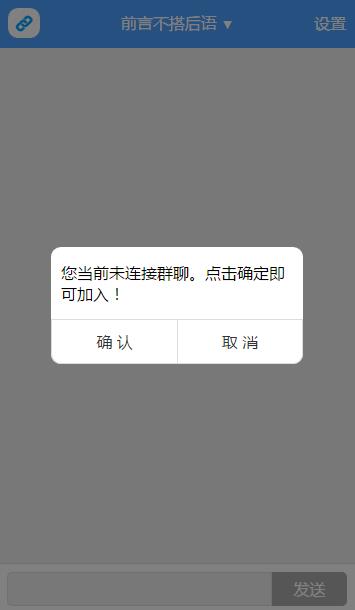 前言不搭后语 ▼
设置
您当前未连接群聊。点击确定即
可加入！
确 认
取 消
发送